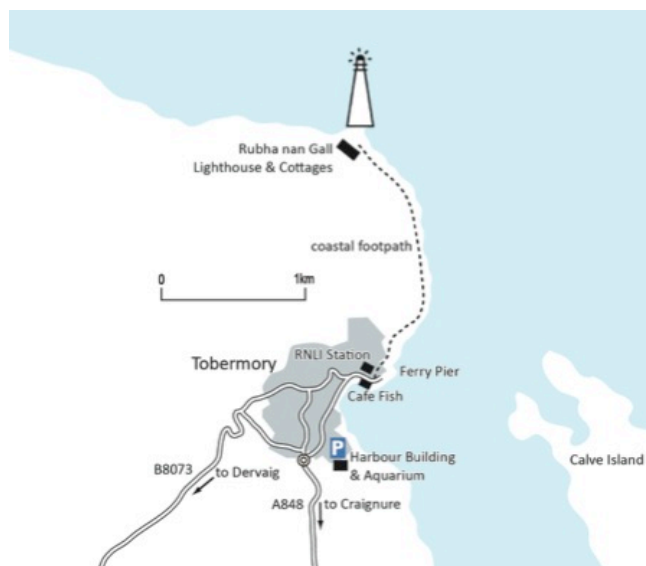 Rubha nan Gall
Lighthouse & Cottages
coastal footpath
0
1km
Tobermory
RNLI Station
Ferry Pier
Cafe Fish
P
Harbour Building
& Aquarium
Calve Island
B8073
to Dervaig
A848
to Craignure